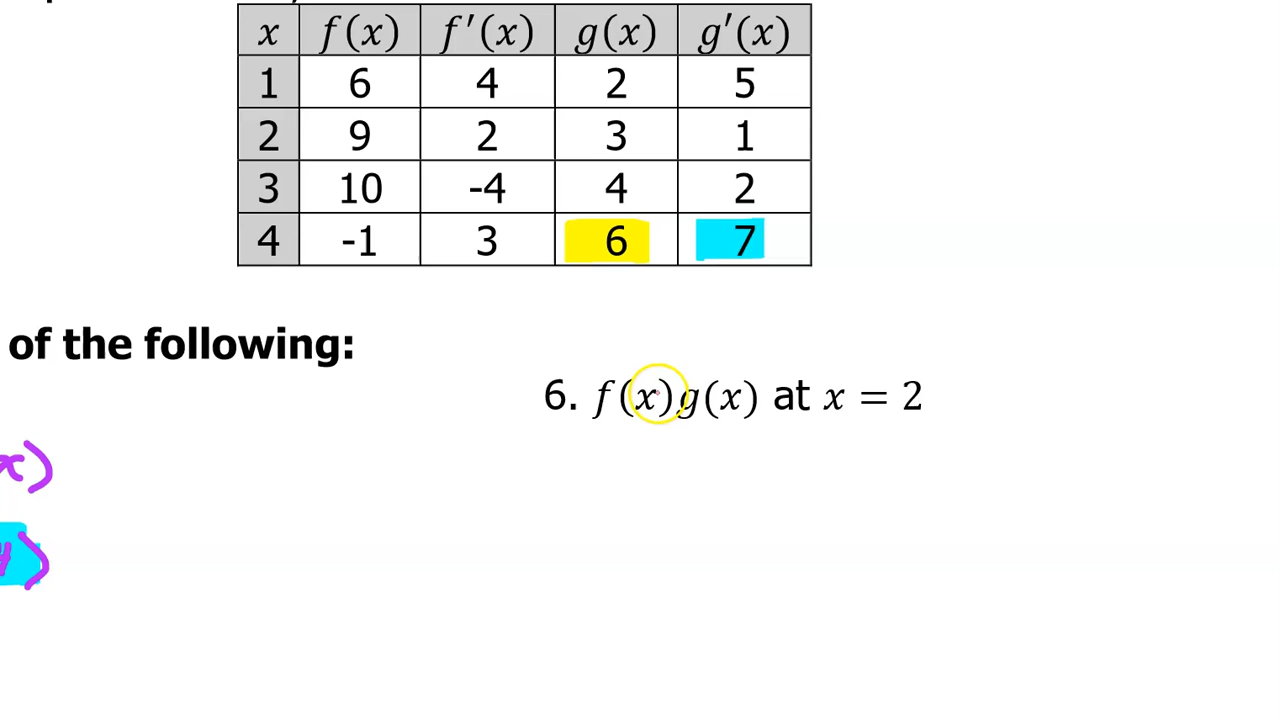 x f(x) f′(x) g(x) g′(x)
1 6 4 2 5
2 9 2 3 1
3 10 -4 4 2
4 -1 3 6 7
of the following:
6. f(x)g(x) at x = 2
x)
4)